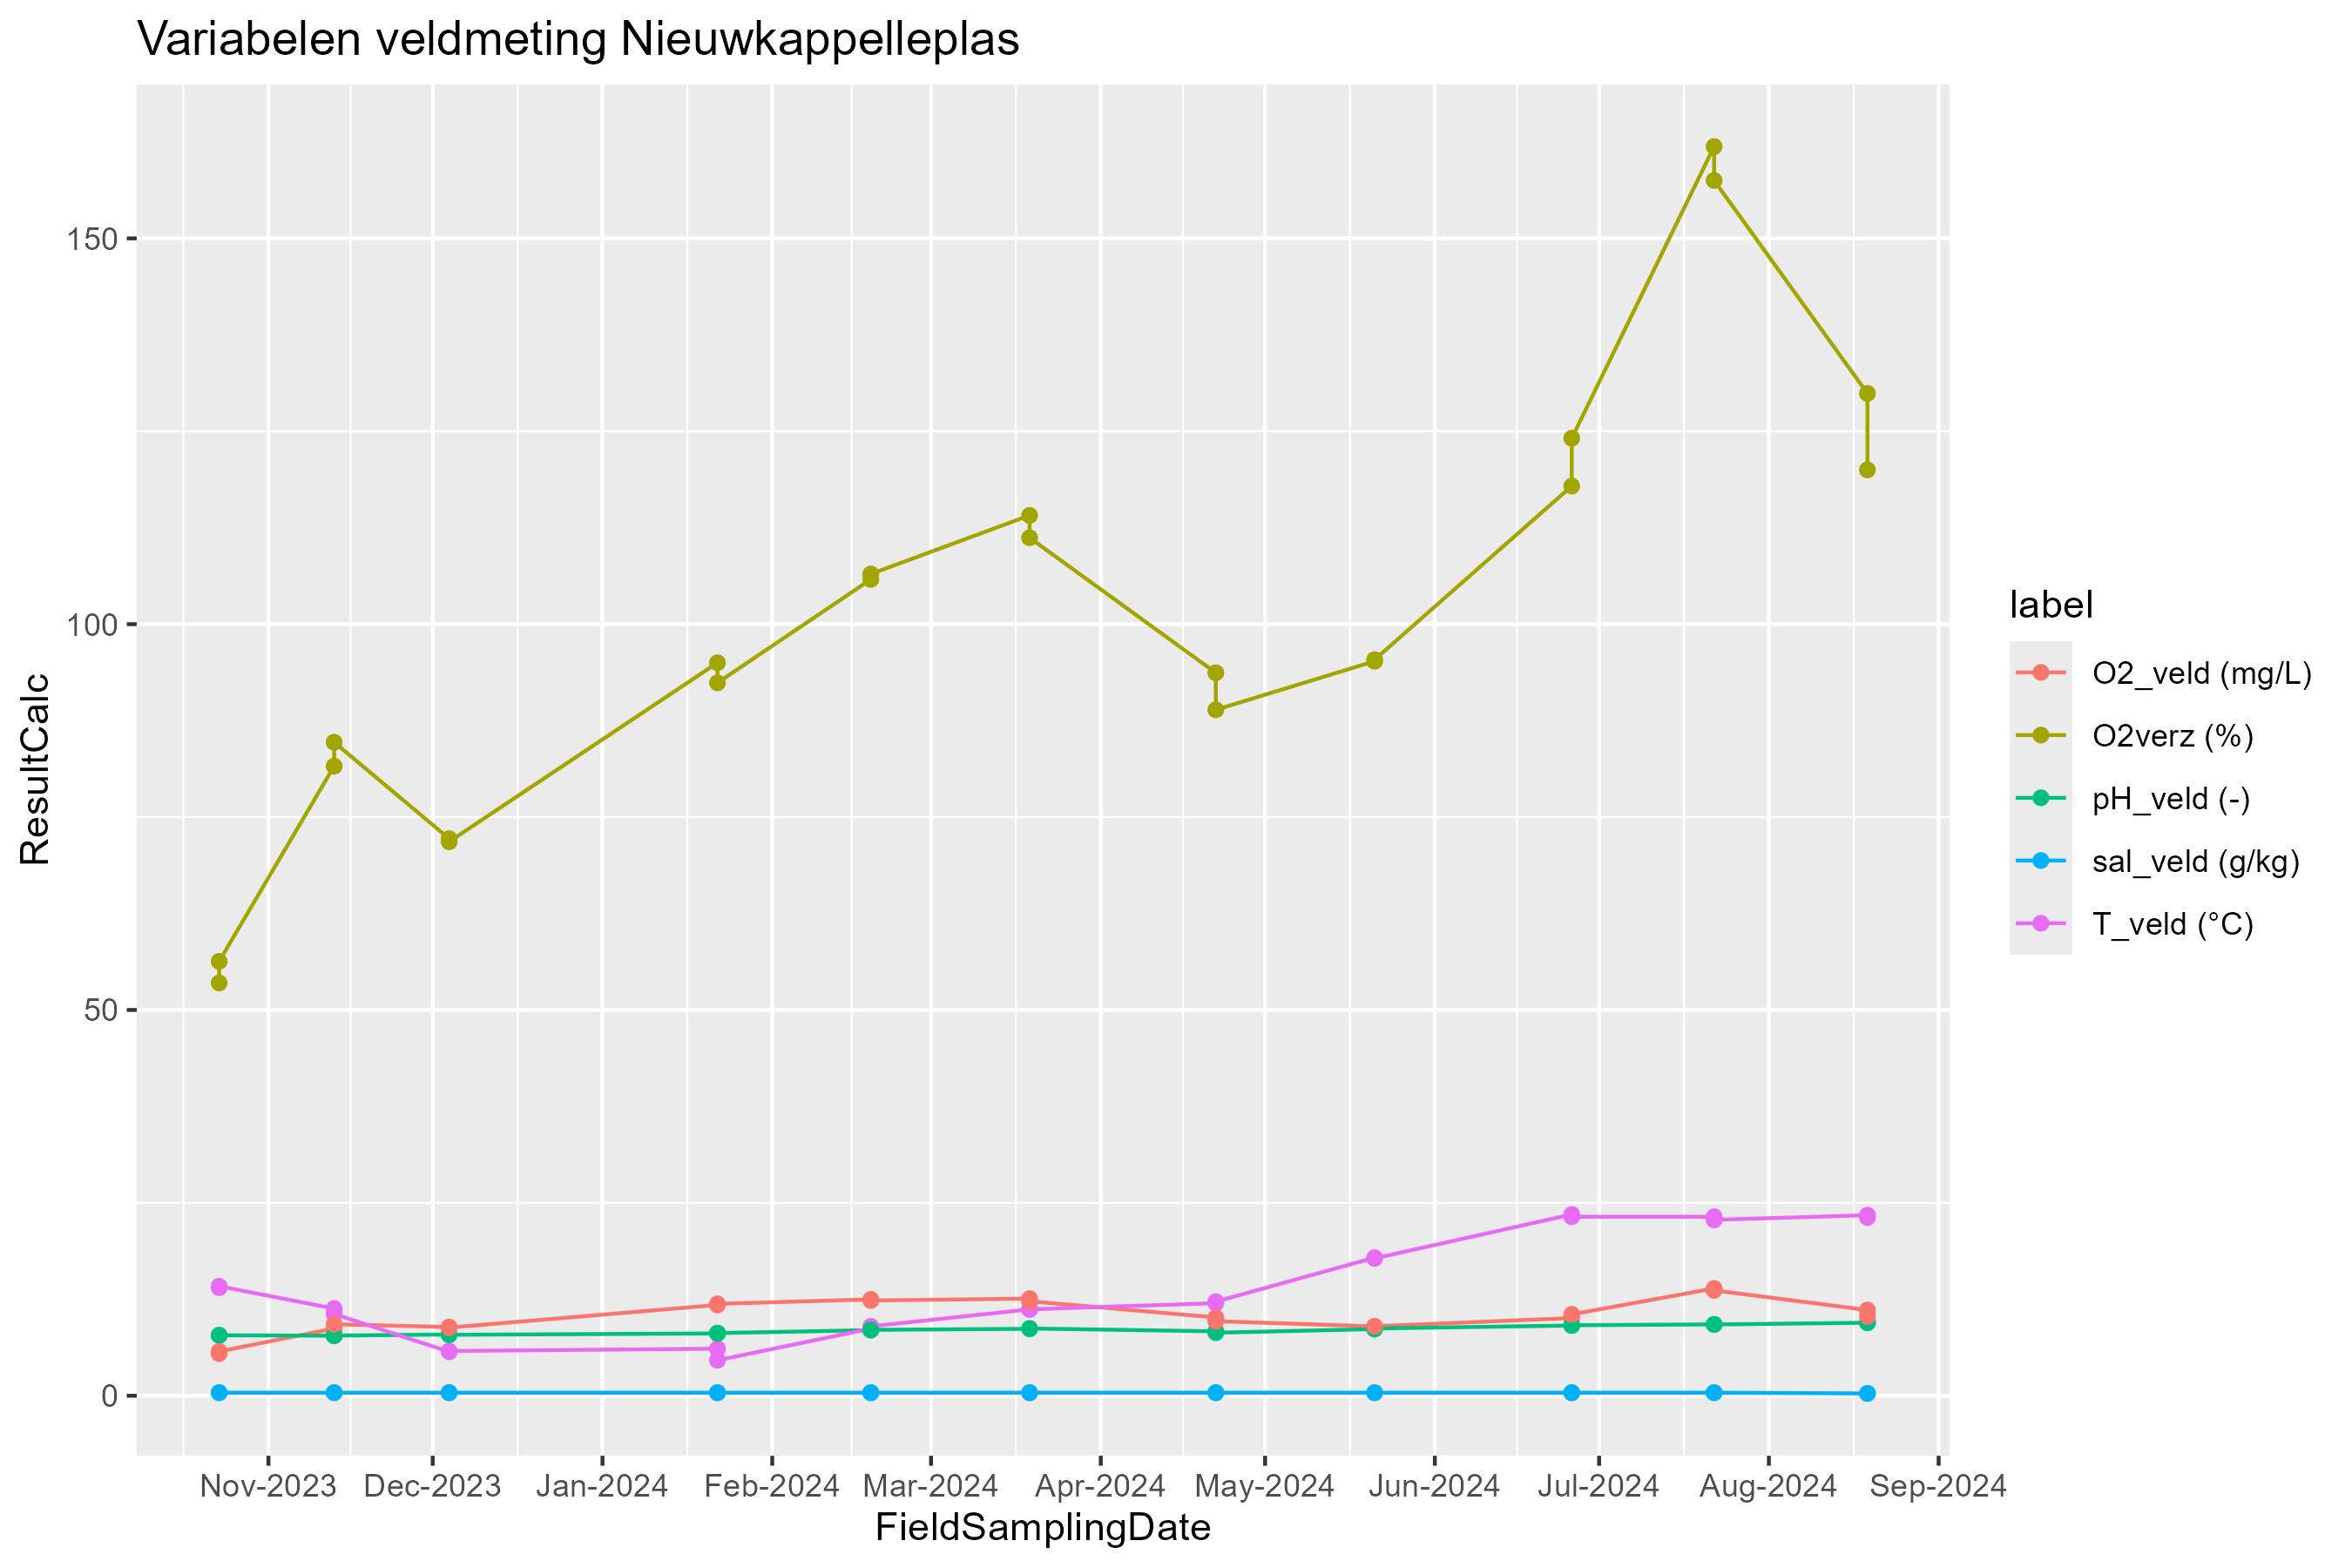 Variabelen veldmeting Nieuwkappelleplas
ResultCalc
150
100
50
0
Nov-2023 Dec-2023 Jan-2024 Feb-2024 Mar-2024 Apr-2024 May-2024 Jun-2024 Jul-2024 Aug-2024 Sep-2024
FieldSamplingDate
label
O2_veld (mg/L)
O2verz (%)
pH_veld (-)
sal_veld (g/kg)
T_veld (°C)